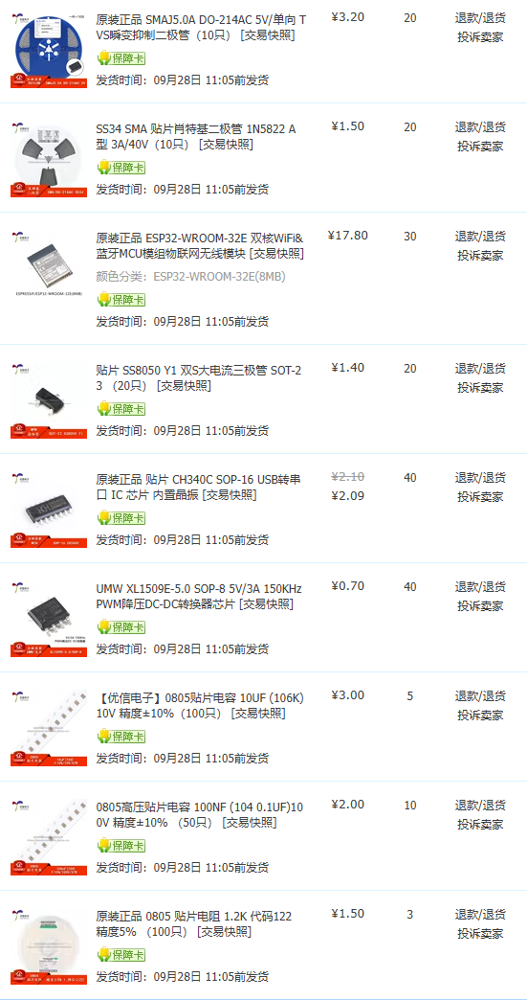 原装正品 SMAJ5.0A DO-214AC 5V/单向 T
VS瞬变抑制二极管（10只） [交易快照]
保障卡
发货时间：09月28日 11:05前发货
¥3.20
20
退款/退货
投诉卖家
SS34 SMA 贴片肖特基二极管 1N5822 A
型 3A/40V（10只） [交易快照]
保障卡
发货时间：09月28日 11:05前发货
¥1.50
20
退款/退货
投诉卖家
原装正品 ESP32-WROOM-32E 双核WiFi&
蓝牙MCU模组物联网无线模块 [交易快照]
颜色分类：ESP32-WROOM-32E(8MB)
保障卡
发货时间：09月28日 11:05前发货
¥17.80
30
退款/退货
投诉卖家
贴片 SS8050 Y1 双S大电流三极管 SOT-2
3 （20只） [交易快照]
保障卡
发货时间：09月28日 11:05前发货
¥1.40
20
退款/退货
投诉卖家
原装正品 贴片 CH340C SOP-16 USB转串
口 IC 芯片 内置晶振 [交易快照]
保障卡
发货时间：09月28日 11:05前发货
¥2.10
¥2.09
40
退款/退货
投诉卖家
UMW XL1509E-5.0 SOP-8 5V/3A 150KHz
PWM降压DC-DC转换器芯片 [交易快照]
保障卡
发货时间：09月28日 11:05前发货
¥0.70
40
退款/退货
投诉卖家
【优信电子】0805贴片电容 10UF (106K)
10V 精度±10%（100只） [交易快照]
保障卡
发货时间：09月28日 11:05前发货
¥3.00
5
退款/退货
投诉卖家
0805高压贴片电容 100NF (104 0.1UF)10
0V 精度±10% （50只） [交易快照]
保障卡
发货时间：09月28日 11:05前发货
¥2.00
10
退款/退货
投诉卖家
原装正品 0805 贴片电阻 1.2K 代码122
精度5% （100只） [交易快照]
保障卡
发货时间：09月28日 11:05前发货
¥1.50
3
退款/退货
投诉卖家